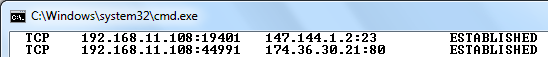 C:\Windows\system32\cmd.exe
TCP 192.168.11.108:19401 147.144.1.2:23 ESTABLISHED
TCP 192.168.11.108:44991 174.36.30.21:80 ESTABLISHED